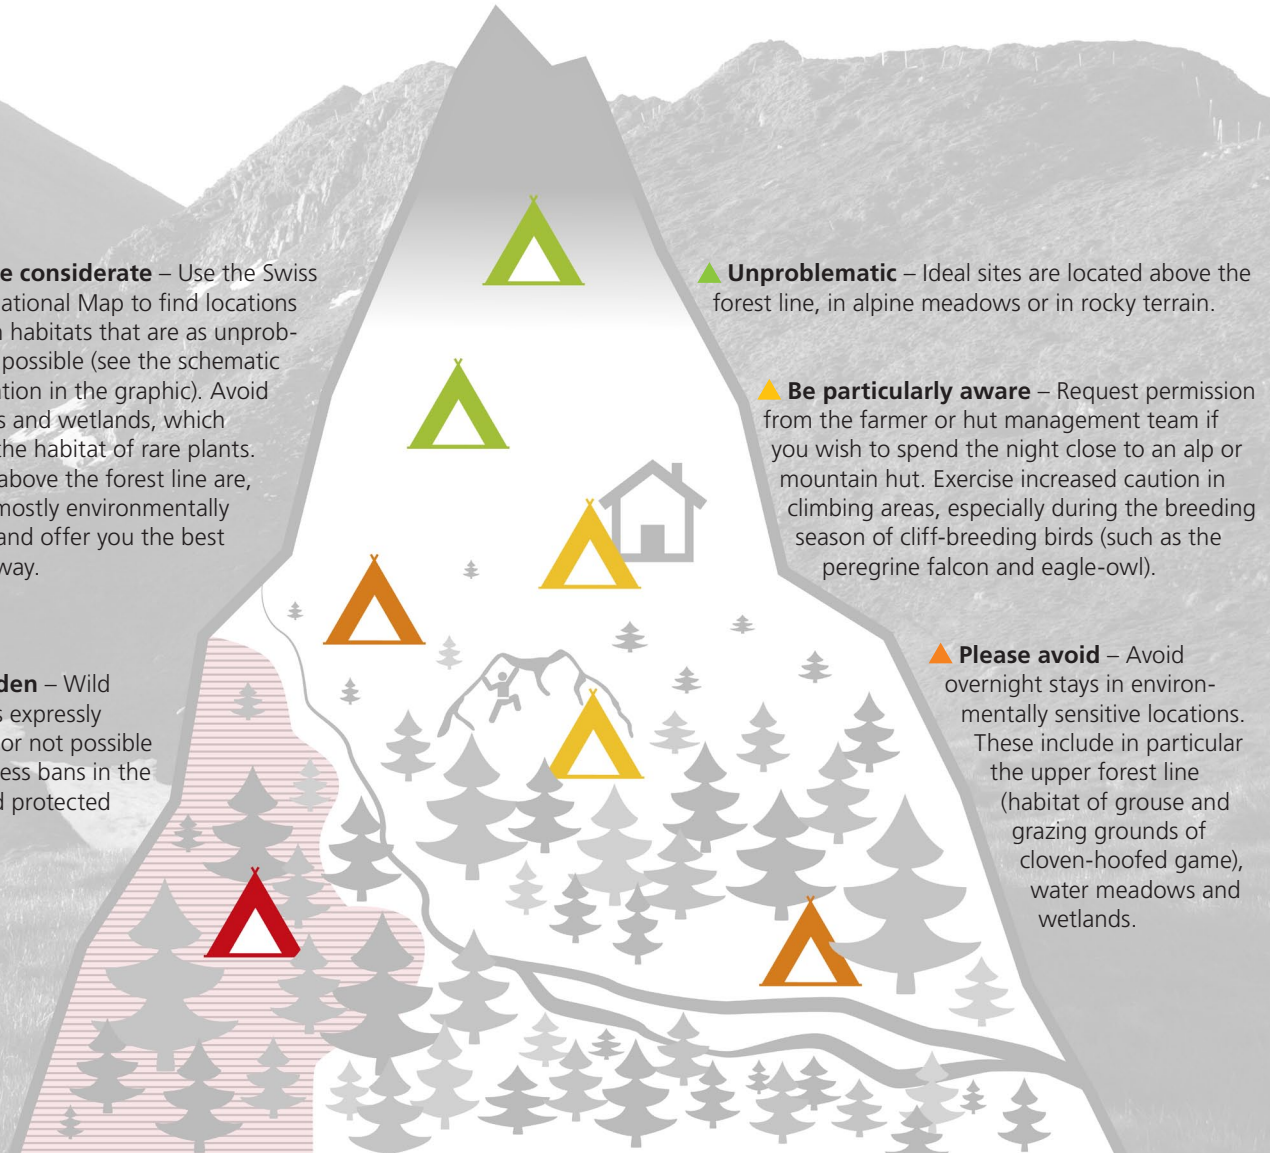 e considerate – Use the Swiss
ational Map to find locations
n habitats that are as unprob-
possible (see the schematic
ation in the graphic). Avoid
s and wetlands, which
the habitat of rare plants.
above the forest line are,
mostly environmentally
and offer you the best
way.
den – Wild
s expressly
or not possible
ess bans in the
d protected
Unproblematic – Ideal sites are located above the
forest line, in alpine meadows or in rocky terrain.
Be particularly aware – Request permission
from the farmer or hut management team if
you wish to spend the night close to an alp or
mountain hut. Exercise increased caution in
climbing areas, especially during the breeding
season of cliff-breeding birds (such as the
peregrine falcon and eagle-owl).
Please avoid – Avoid
overnight stays in environ-
mentally sensitive locations.
These include in particular
the upper forest line
(habitat of grouse and
grazing grounds of
cloven-hoofed game),
water meadows and
wetlands.